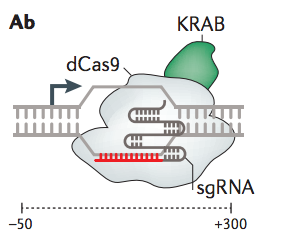 Ab
KRAB
dCas9
sgRNA
–50
+300